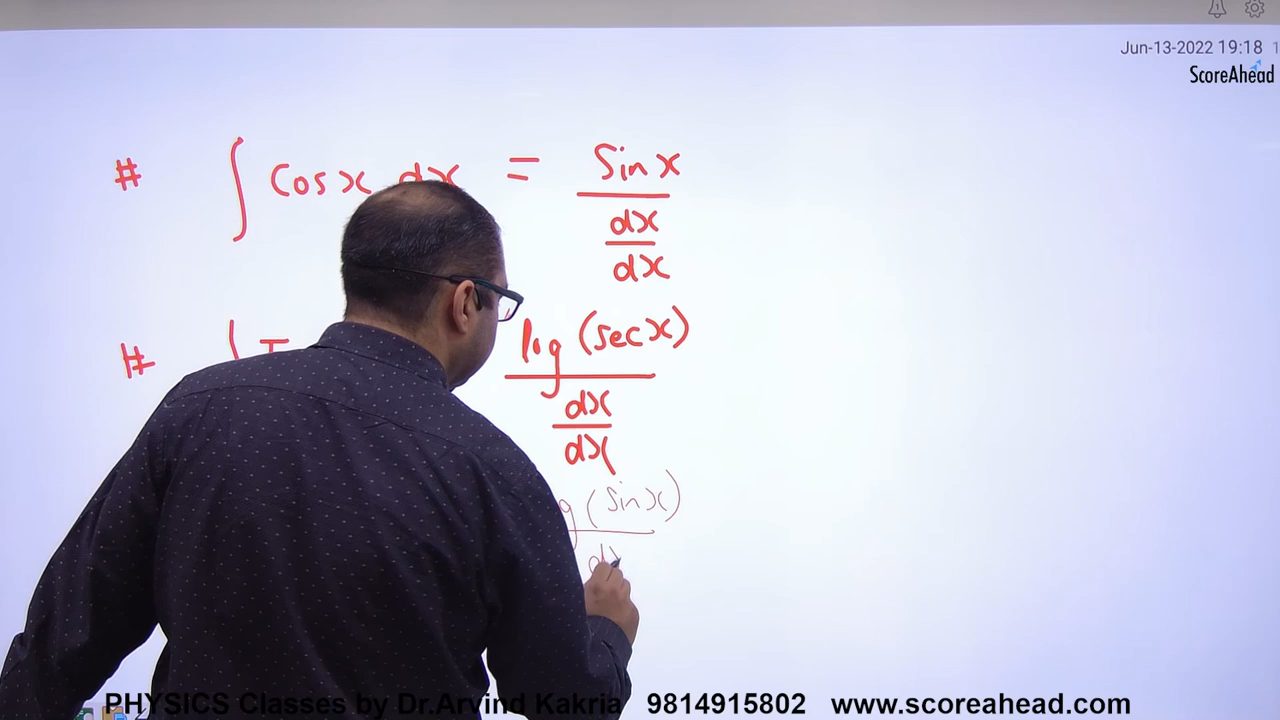 Jun-13-2022 19:18 1
ScoreAhead
# ∫ Cos x dx = Sin x
dx
dx
# ∫ log (sec x)
dx
dx
(Sin x)
PHYSICS Classes by Dr.Arvind Kakria 9814915802 www.scoreahead.com